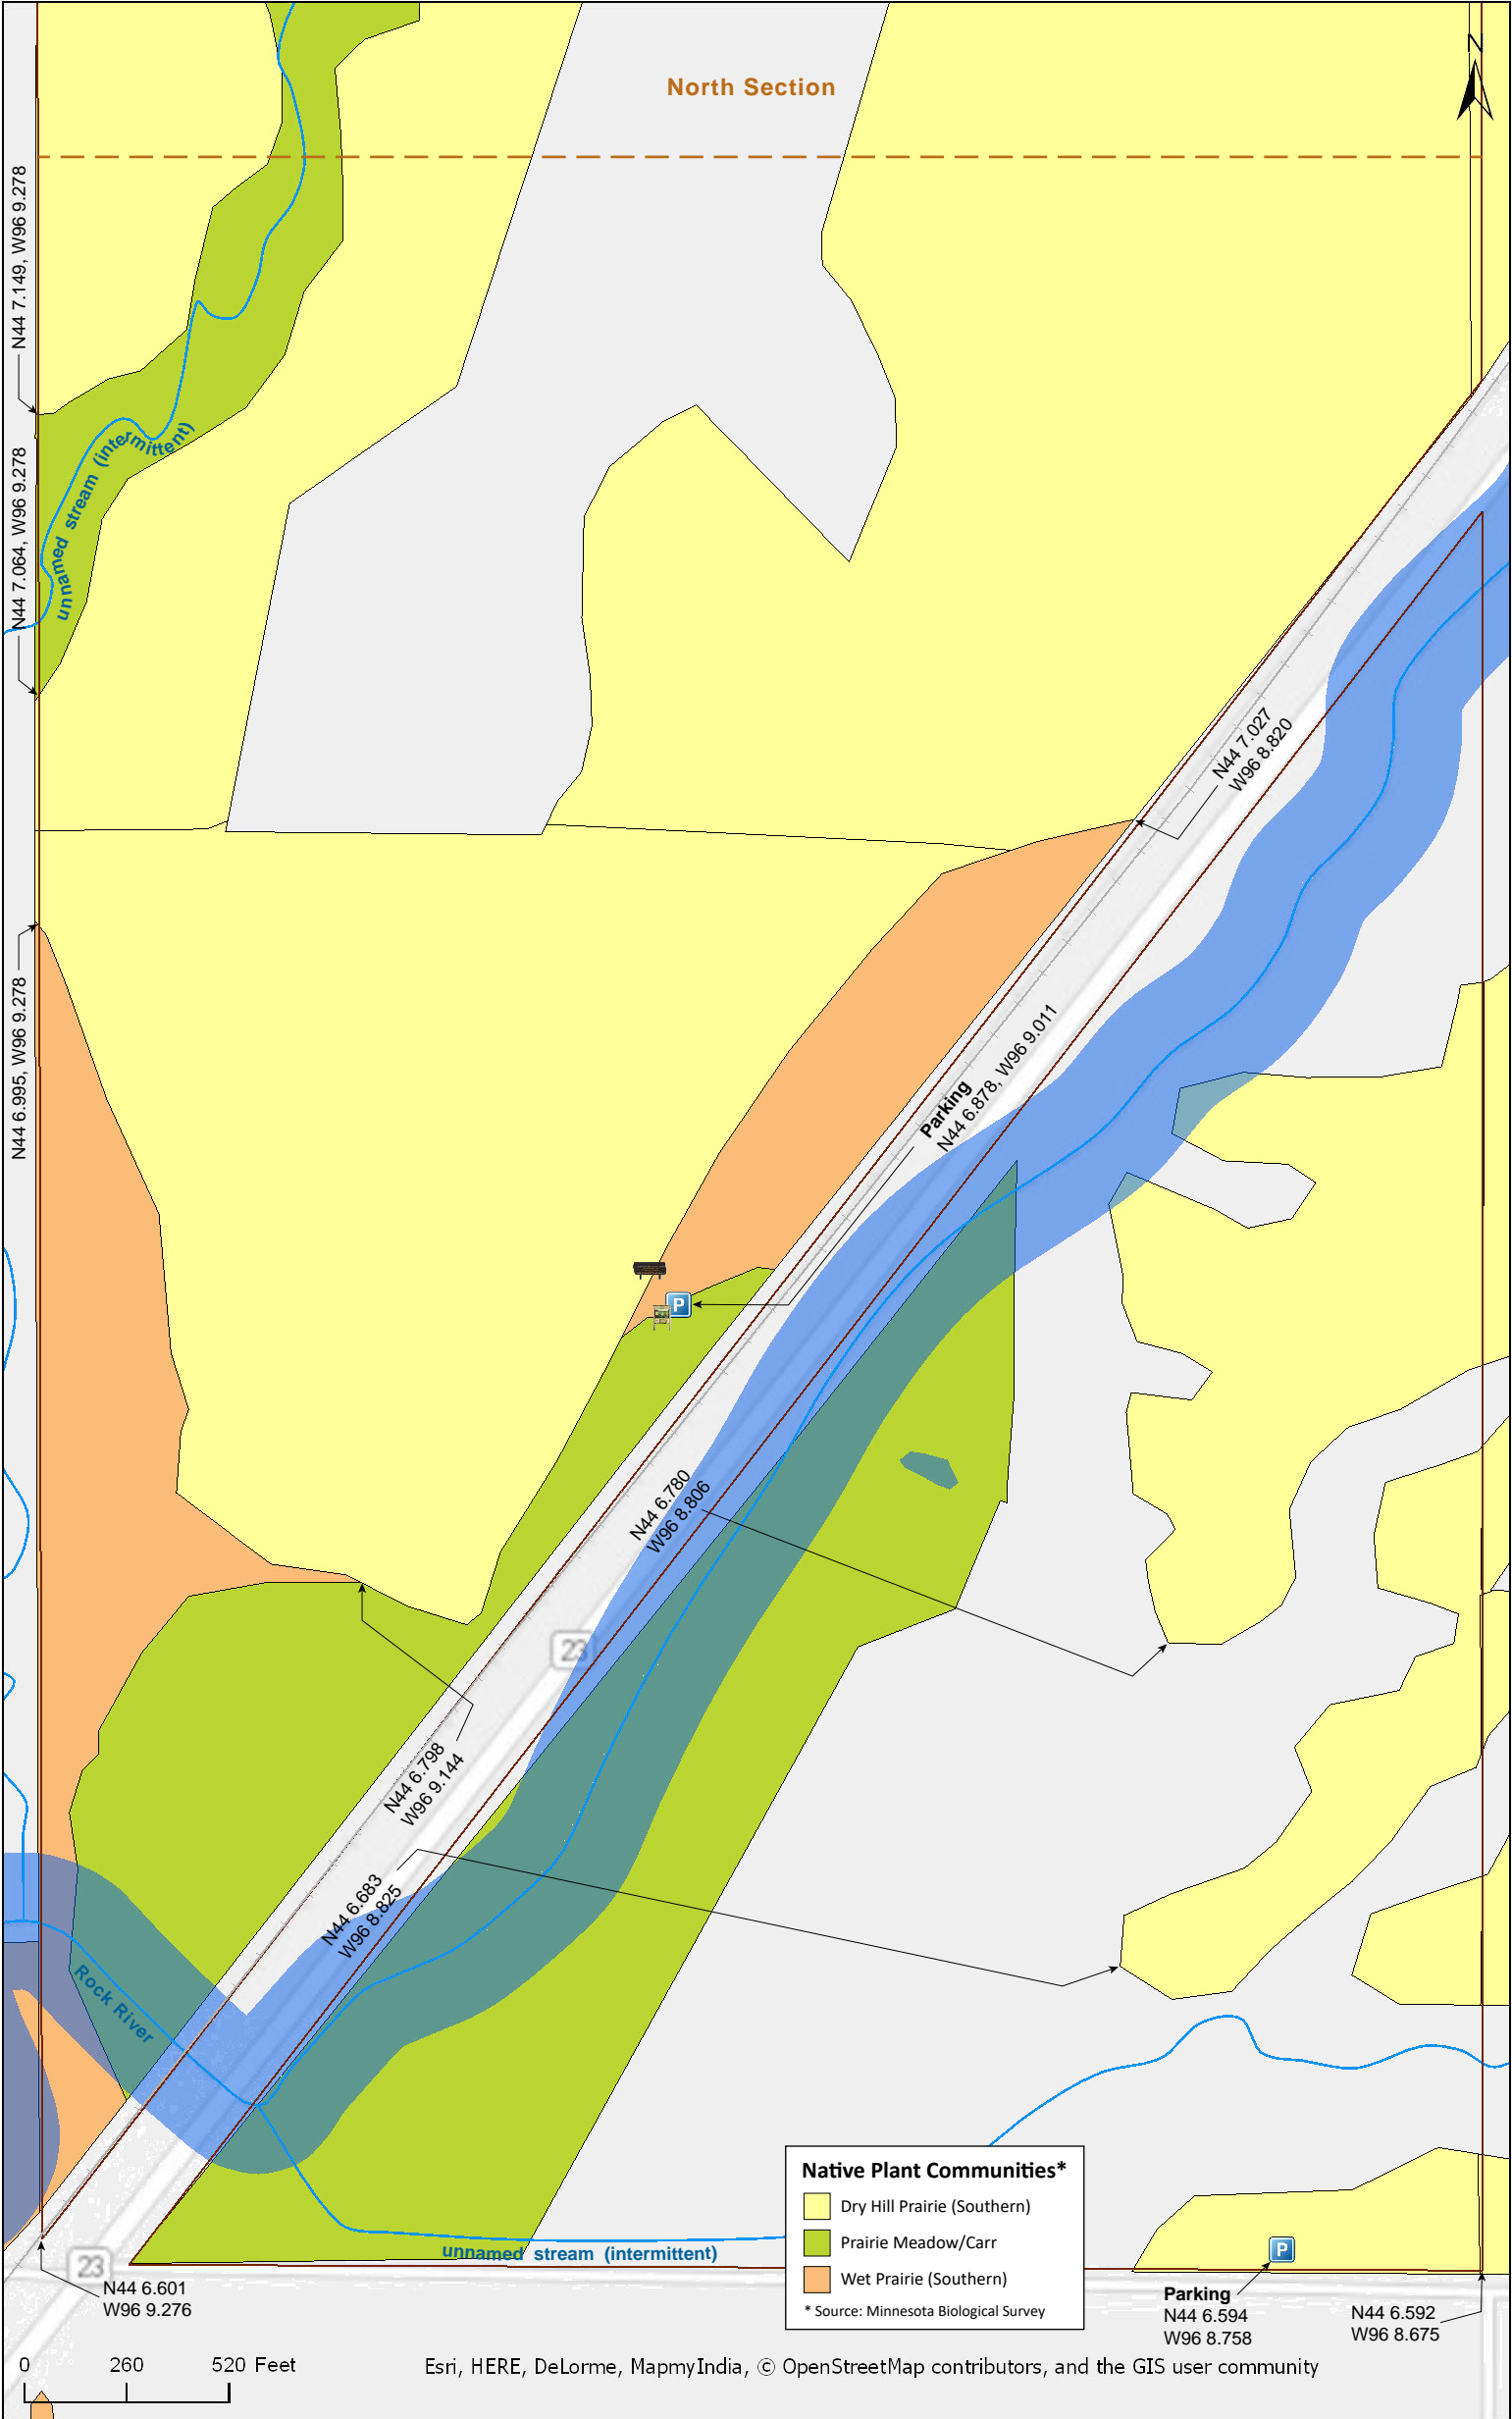 N
North Section
N44 7.149, W96 9.278
unnamed stream (intermittent)
N44 7.064, W96 9.278
N44 7.027
W96 8.820
N44 6.995, W96 9.278
Parking
N44 6.878, W96 9.011
P
N44 6.780
W96 8.806
23
N44 6.798
W96 9.144
N44 6.683
W96 8.825
Rock River
Native Plant Communities*
Dry Hill Prairie (Southern)
Prairie Meadow/Carr
Wet Prairie (Southern)
* Source: Minnesota Biological Survey
unnamed stream (intermittent)
P
23
N44 6.601
W96 9.276
Parking
N44 6.594
W96 8.758
N44 6.592
W96 8.675
0 260 520 Feet
Esri, HERE, DeLorme, MapmyIndia, © OpenStreetMap contributors, and the GIS user community